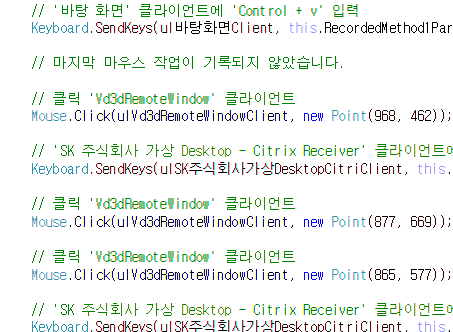 // '바탕 화면' 클라이언트에 'Control + v' 입력
Keyboard.SendKeys(uI바탕화면Client, this.RecordedMethod1Par
// 마지막 마우스 작업이 기록되지 않았습니다.
// 클릭 'Vd3dRemoteWindow' 클라이언트
Mouse.Click(uIVd3dRemoteWindowClient, new Point(968, 462));
// 'SK 주식회사 가상 Desktop - Citrix Receiver' 클라이언트에
Keyboard.SendKeys(uISK주식회사가상DesktopCitriClient, this.
// 클릭 'Vd3dRemoteWindow' 클라이언트
Mouse.Click(uIVd3dRemoteWindowClient, new Point(877, 669));
// 클릭 'Vd3dRemoteWindow' 클라이언트
Mouse.Click(uIVd3dRemoteWindowClient, new Point(865, 577));
// 'SK 주식회사 가상 Desktop - Citrix Receiver' 클라이언트에
Keyboard.SendKeys(uISK주식회사가상DesktopCitriClient, this.